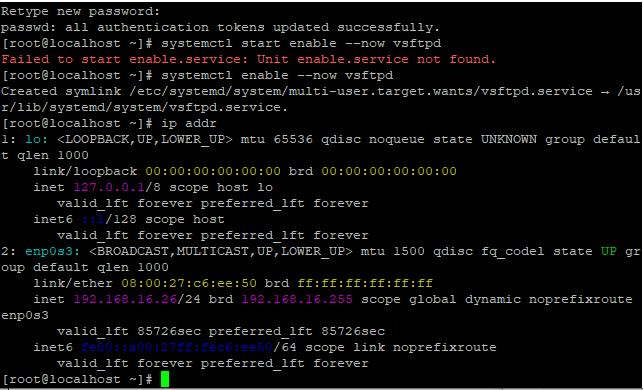 Retype new password:
passwd: all authentication tokens updated successfully.
[root@localhost ~]# systemctl start enable --now vsftpd
Failed to start enable.service: Unit enable.service not found.
[root@localhost ~]# systemctl enable --now vsftpd
Created symlink /etc/systemd/system/multi-user.target.wants/vsftpd.service → /us
r/lib/systemd/system/vsftpd.service.
[root@localhost ~]# ip addr
1: lo: <LOOPBACK,UP,LOWER_UP> mtu 65536 qdisc noqueue state UNKNOWN group defaul
t qlen 1000
    link/loopback 00:00:00:00:00:00 brd 00:00:00:00:00:00
    inet 127.0.0.1/8 scope host lo
       valid_lft forever preferred_lft forever
    inet6 ::1/128 scope host
       valid_lft forever preferred_lft forever
2: enp0s3: <BROADCAST,MULTICAST,UP,LOWER_UP> mtu 1500 qdisc fq_codel state UP gr
oup default qlen 1000
    link/ether 08:00:27:c6:ee:50 brd ff:ff:ff:ff:ff:ff
    inet 192.168.16.26/24 brd 192.168.16.255 scope global dynamic noprefixroute
enp0s3
       valid_lft 85726sec preferred_lft 85726sec
    inet6 fe80::a00:27ff:fec6:ee50/64 scope link noprefixroute
       valid_lft forever preferred_lft forever
[root@localhost ~]#